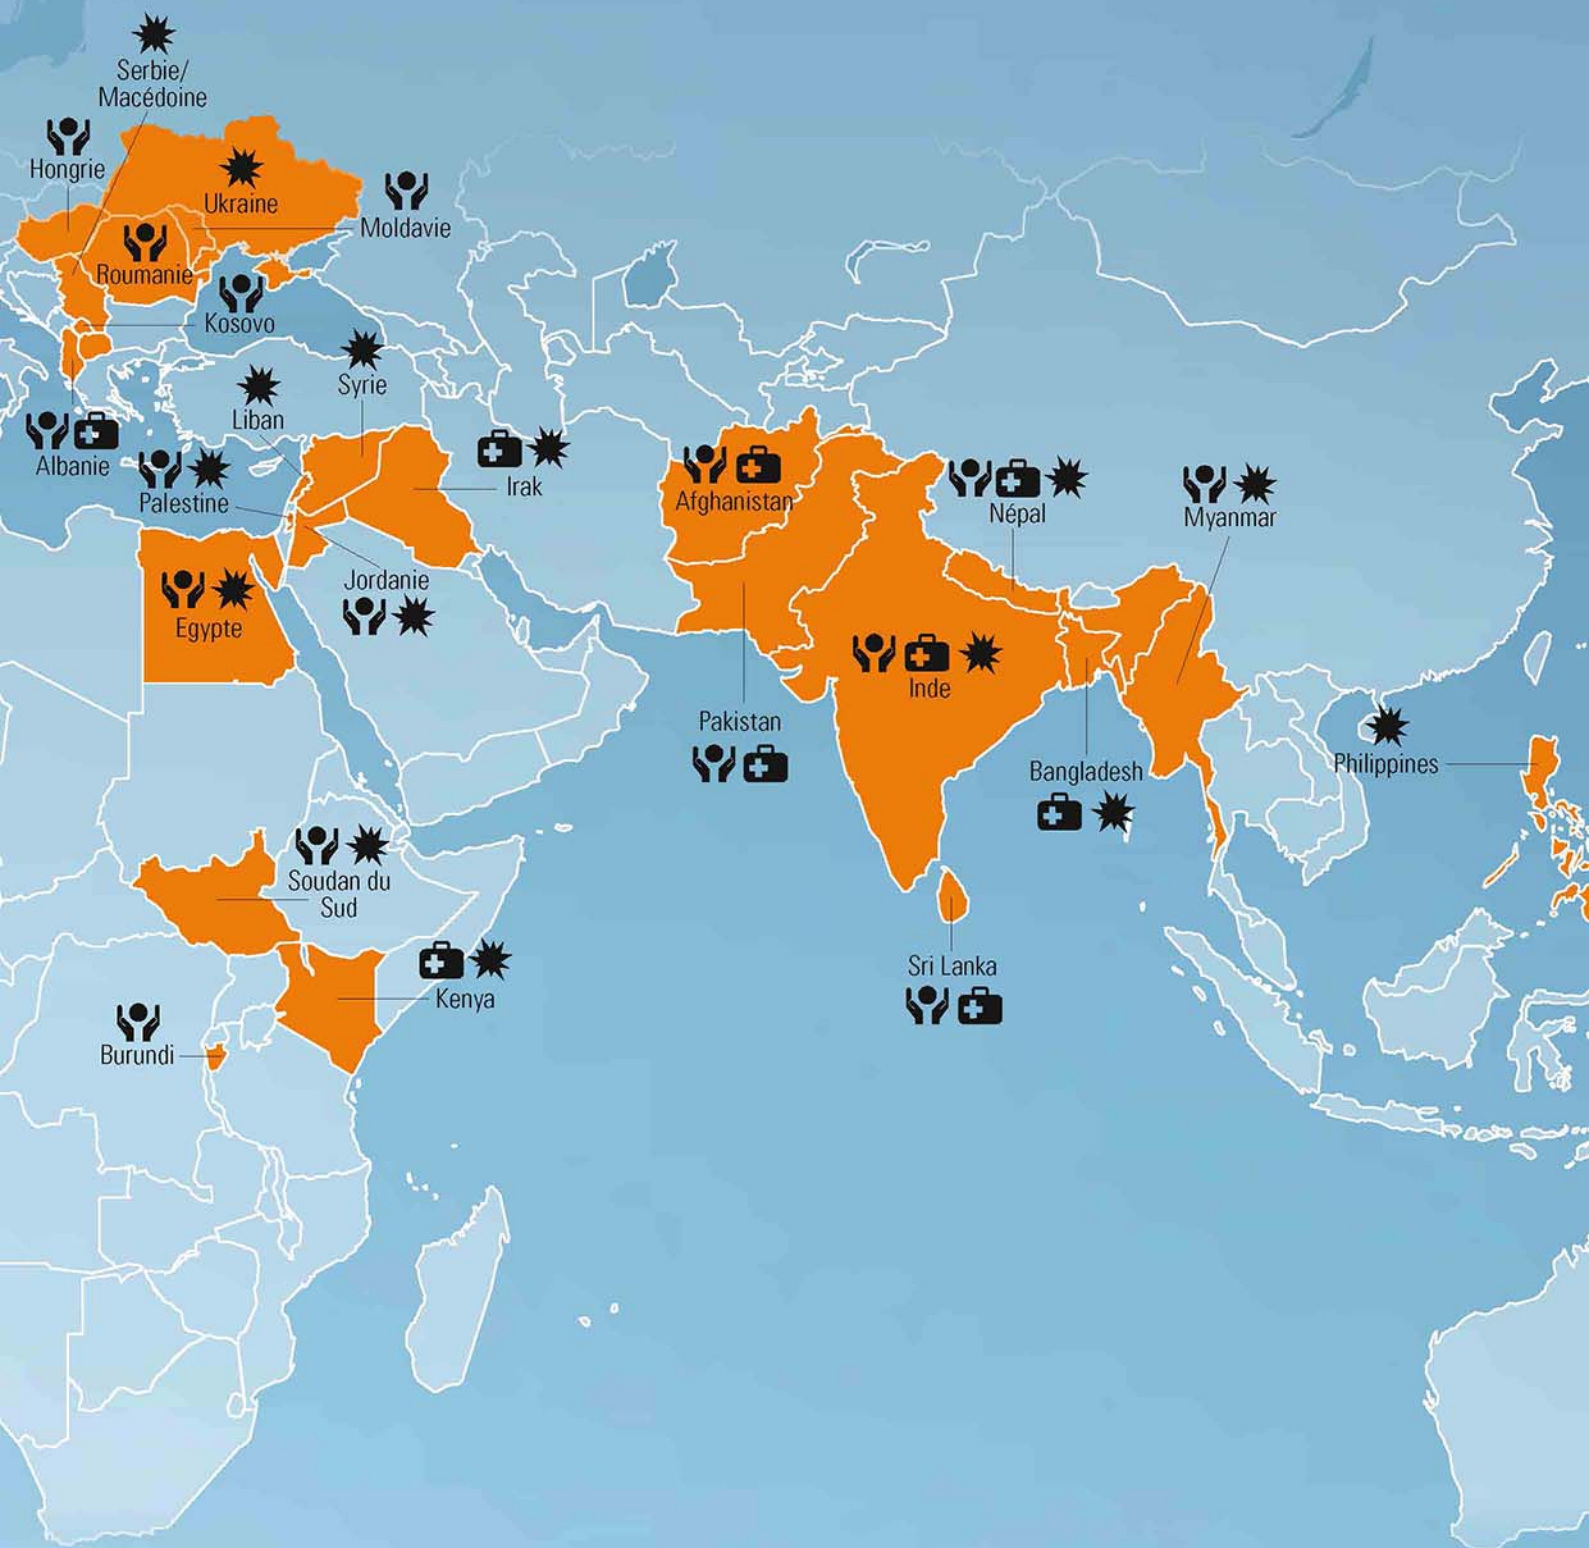 Serbie/
Macédoine
Hongrie
Ukraine
Moldavie
Roumanie
Kosovo
Syrie
Liban
Albanie
Palestine
Irak
Afghanistan
Népal
Myanmar
Jordanie
Egypte
Inde
Pakistan
Bangladesh
Philippines
Soudan du
Sud
Sri Lanka
Kenya
Burundi